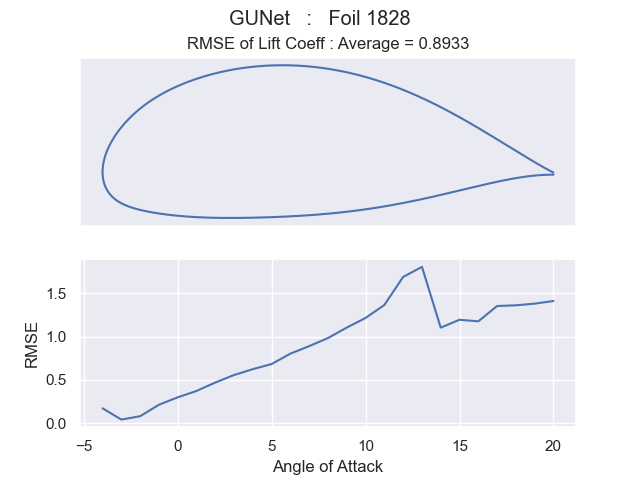 GUNet   :   Foil 1828
RMSE of Lift Coeff : Average = 0.8933
1.5
1.0
0.5
0.0
RMSE
−5 0 5 10 15 20
Angle of Attack